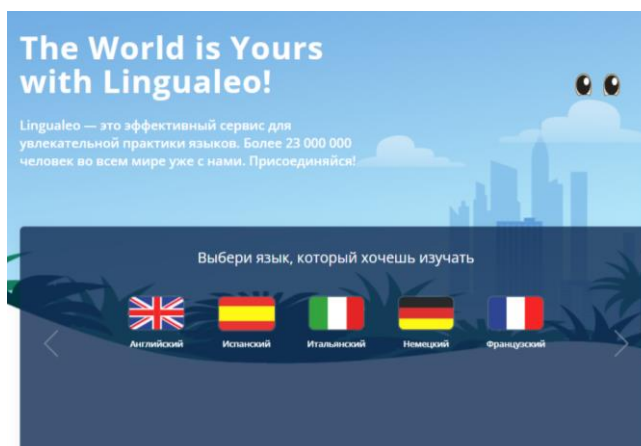 The World is Yours
with Lingualeo!
Lingualeo — это эффективный сервис для
увлекательной практики языков. Более 23 000 000
человек во всем мире уже с нами. Присоединяйся!
Выбери язык, который хочешь изучать
Английский Испанский Итальянский Немецкий Французский